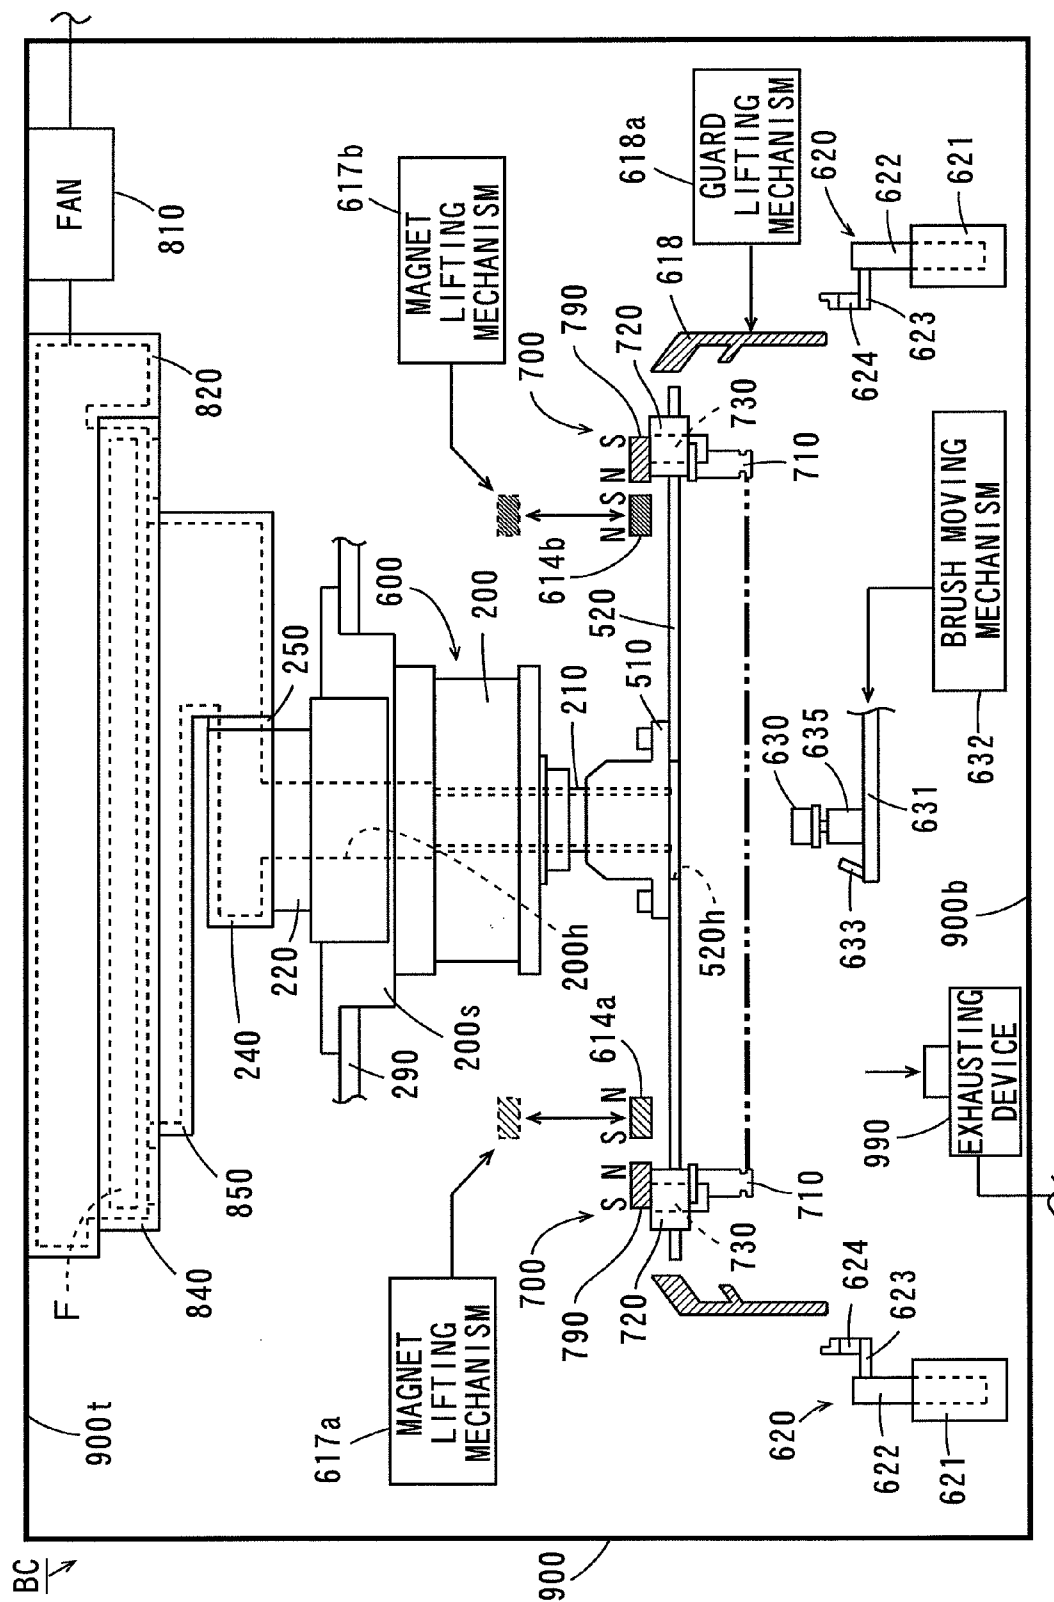 BC
900t
F
FAN
810
840
820
850
240
220
250
617a
290
617b
MAGNET
LIFTING
MECHANISM
200s
200h
600
200
MAGNET
LIFTING
MECHANISM
900
700
614a
210
614b
700
790
S N
S N
N S
N S
790
720
520
510
720
618
618a
730
520h
730
GUARD
LIFTING
MECHANISM
710
710
620
624
630
635
624
620
633
622
623
990
631
623
622
621
EXHAUSTING
DEVICE
900b
632
BRUSH MOVING
MECHANISM
621